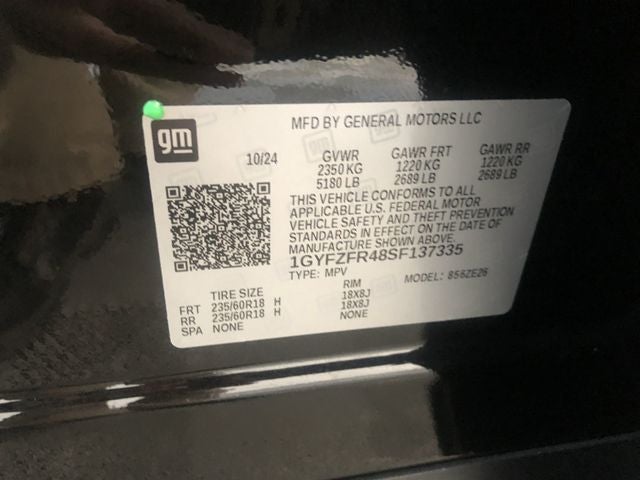 gm
MFD BY GENERAL MOTORS LLC
10/24 GVWR GAWR FRT GAWR RR
2350 KG 1220 KG 1220 KG
5180 LB 2689 LB 2689 LB
THIS VEHICLE CONFORMS TO ALL
APPLICABLE U.S. FEDERAL MOTOR
VEHICLE SAFETY AND THEFT PREVENTION
STANDARDS IN EFFECT ON THE DATE OF
MANUFACTURE SHOWN ABOVE.
1GYFZFR48SF137335
TYPE: MPV MODEL: 856ZE26
TIRE SIZE RIM
FRT 235/60R18 H 18X8J
RR 235/60R18 H 18X8J
SPA NONE NONE